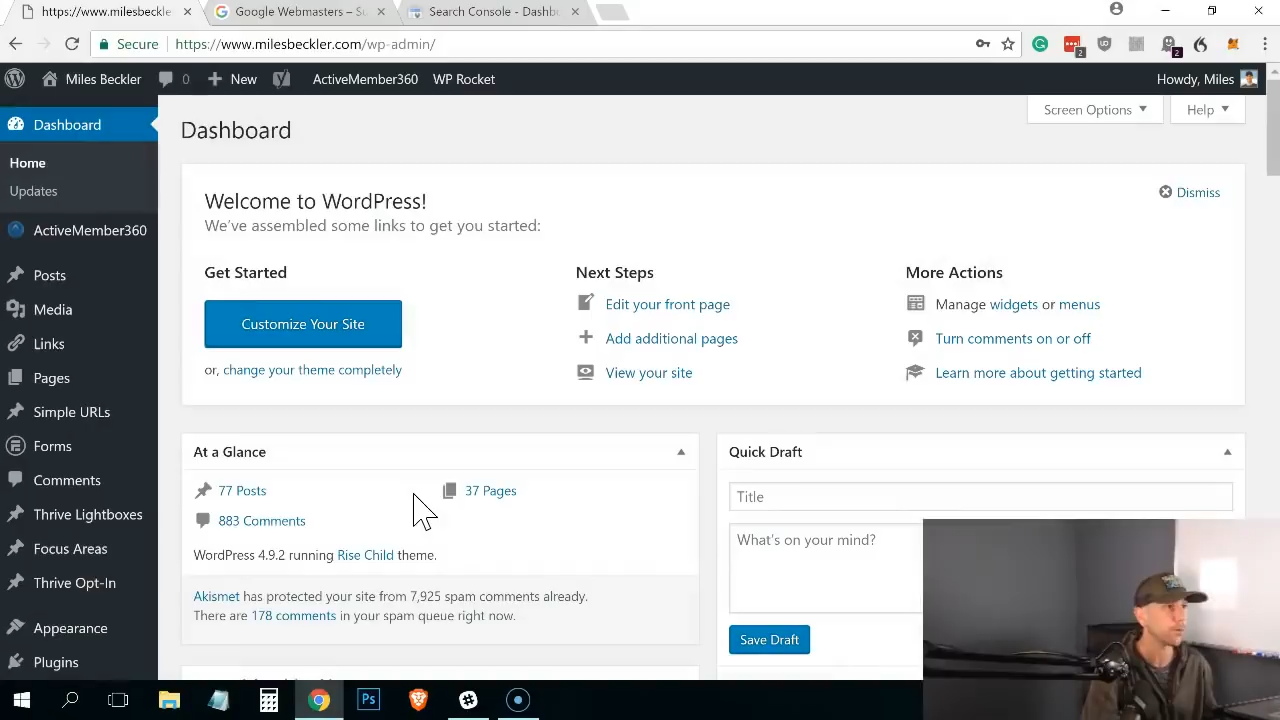 https://www.milesbeckle
Google Webmasters – Su
Search Console - Dashb
Secure
https://www.milesbeckler.com/wp-admin/
2
2
Miles Beckler
0
New
ActiveMember360
WP Rocket
Howdy, Miles
Dashboard
Home
Updates
ActiveMember360
Posts
Media
Links
Pages
Simple URLs
Forms
Comments
Thrive Lightboxes
Focus Areas
Thrive Opt-In
Appearance
Plugins
Screen Options
Help
Dashboard
Welcome to WordPress!
Dismiss
We've assembled some links to get you started:
Get Started
Customize Your Site
or, change your theme completely
Next Steps
Edit your front page
Add additional pages
View your site
More Actions
Manage widgets or menus
Turn comments on or off
Learn more about getting started
At a Glance
77 Posts
37 Pages
883 Comments
WordPress 4.9.2 running Rise Child theme.
Akismet has protected your site from 7,925 spam comments already.
There are 178 comments in your spam queue right now.
Quick Draft
Title
What's on your mind?
Save Draft
Ps